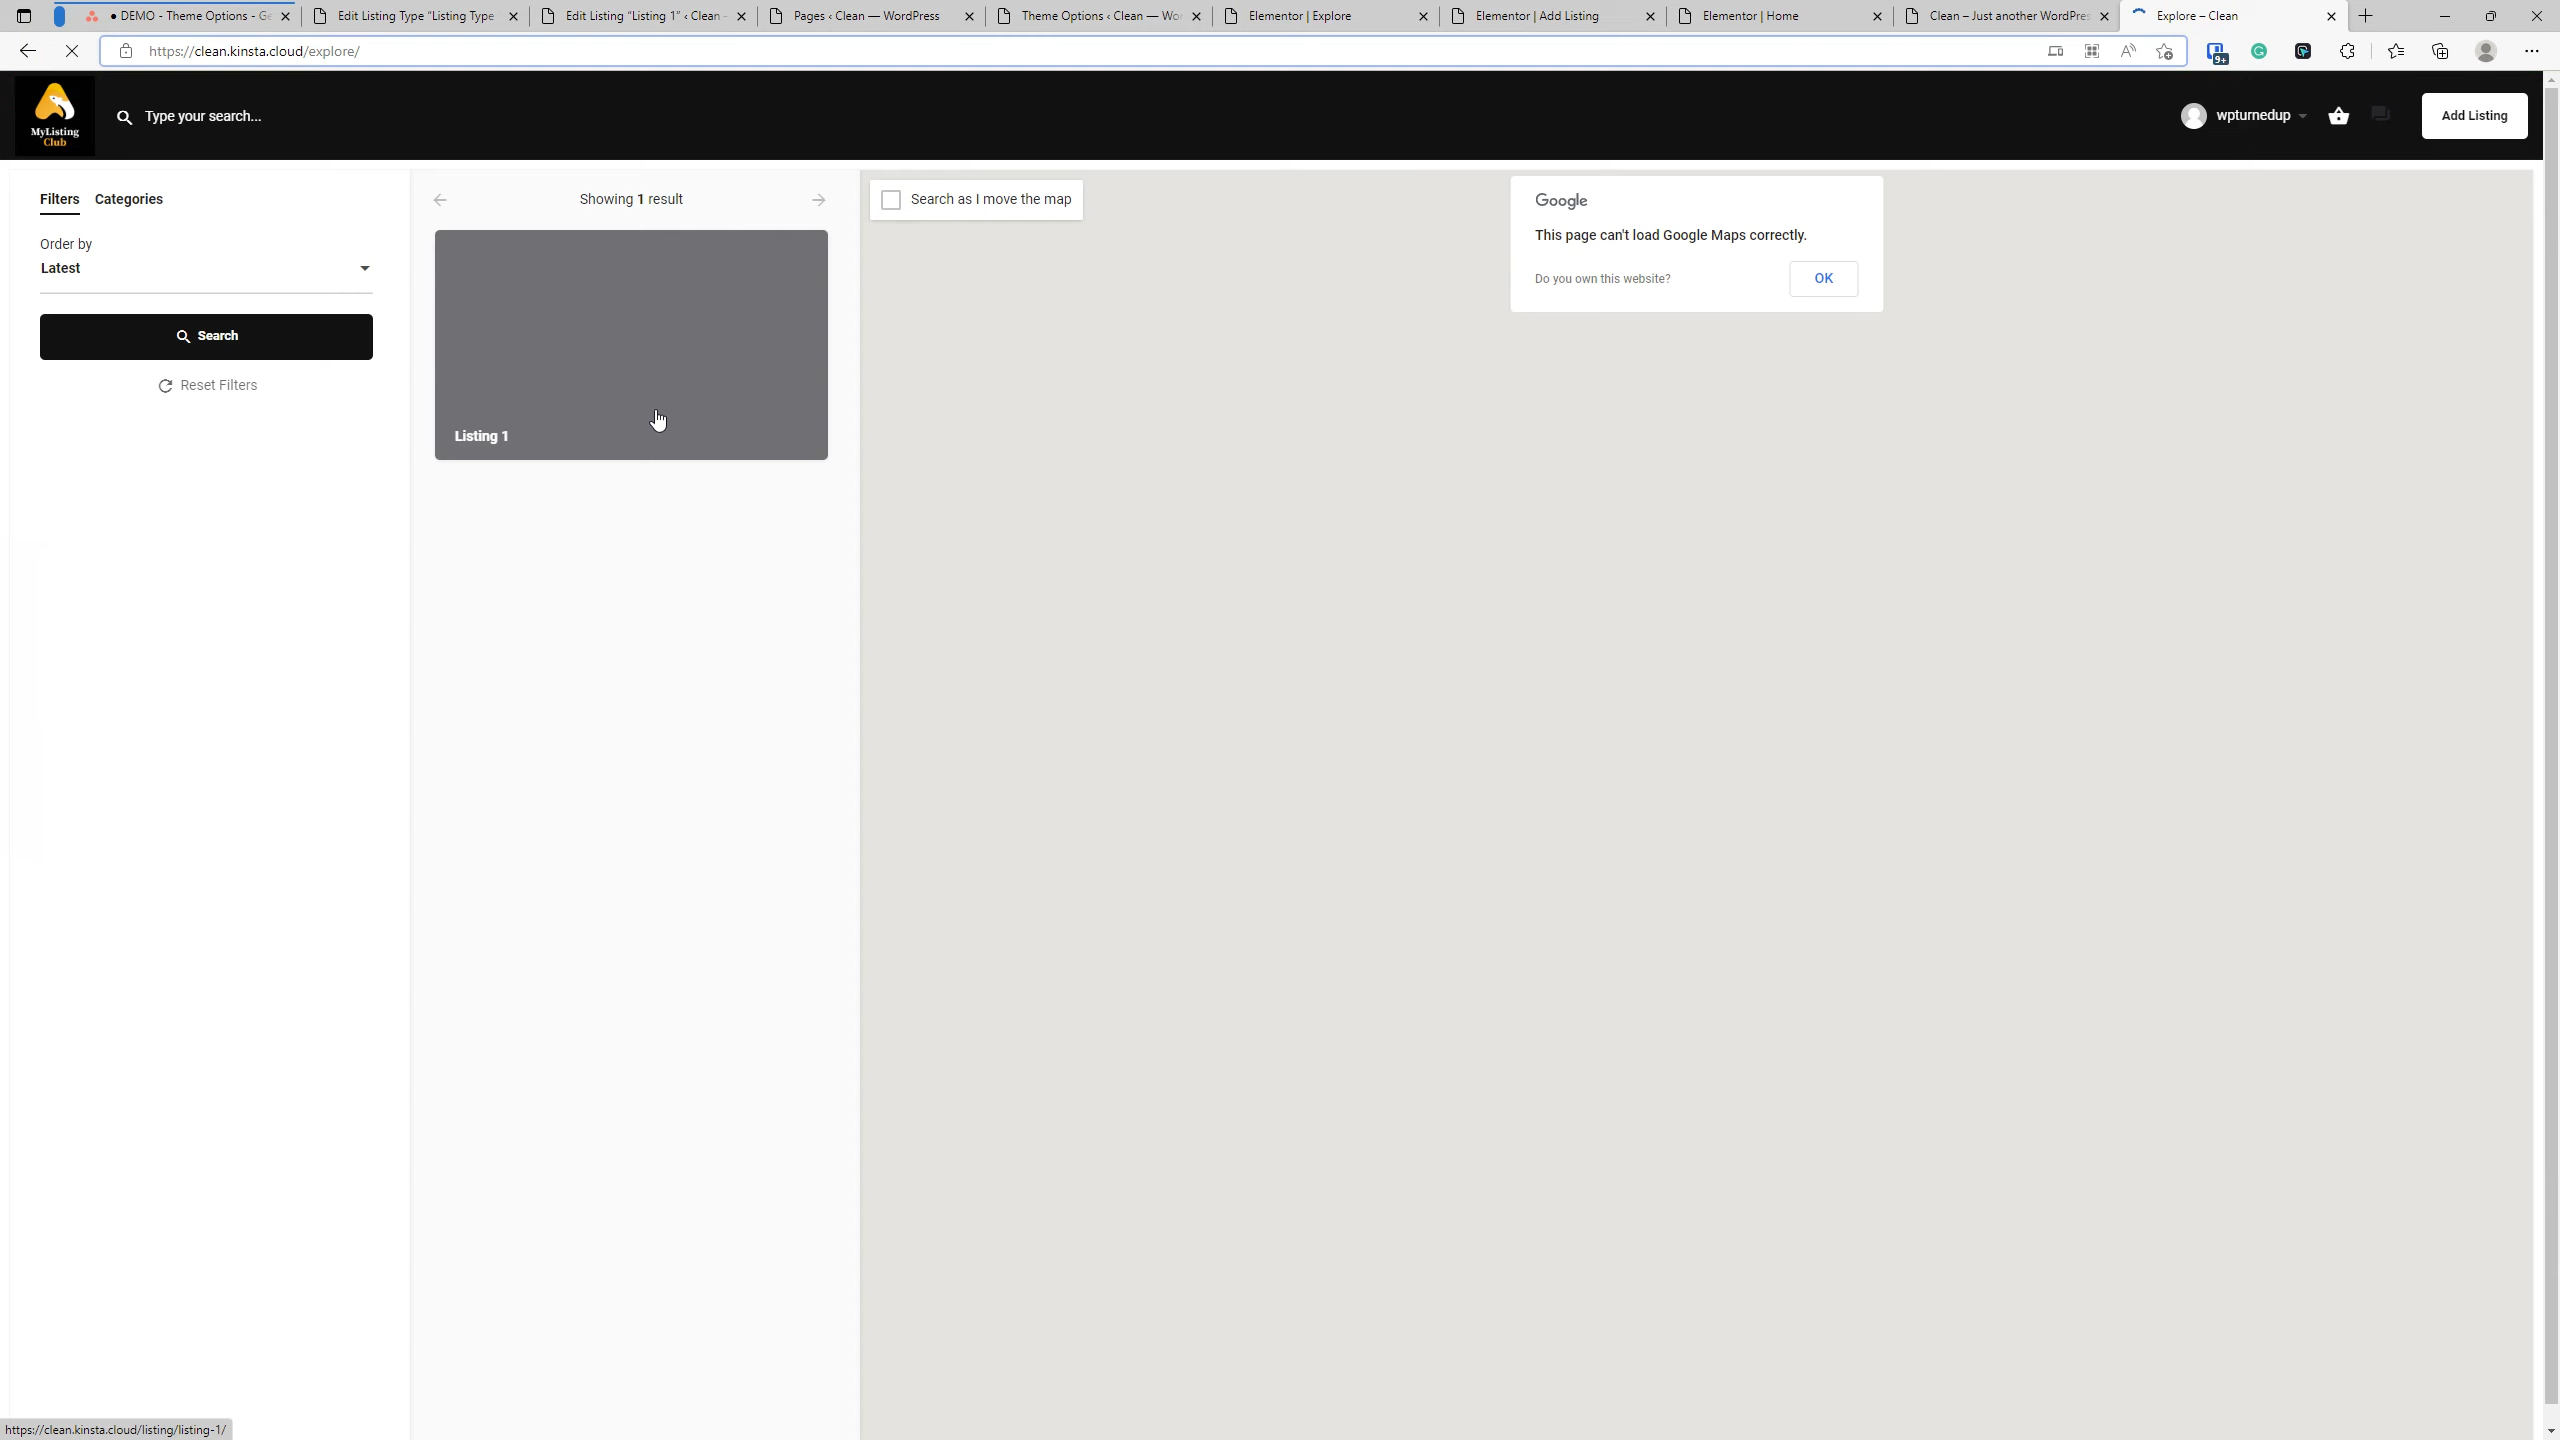 • DEMO - Theme Options - Ge
Edit Listing Type "Listing Type
Edit Listing "Listing 1" ‹ Clean -
Pages ‹ Clean — WordPress
Theme Options ‹ Clean — Wor
Elementor | Explore
Elementor | Add Listing
Elementor | Home
Clean – Just another WordPres
Explore – Clean
https://clean.kinsta.cloud/explore/
9+
MyListing
Club
Type your search...
wpturnedup
Add Listing
Filters
Categories
Showing 1 result
Search as I move the map
Google
This page can't load Google Maps correctly.
Do you own this website?
OK
Order by
Latest
Search
Reset Filters
Listing 1
https://clean.kinsta.cloud/listing/listing-1/